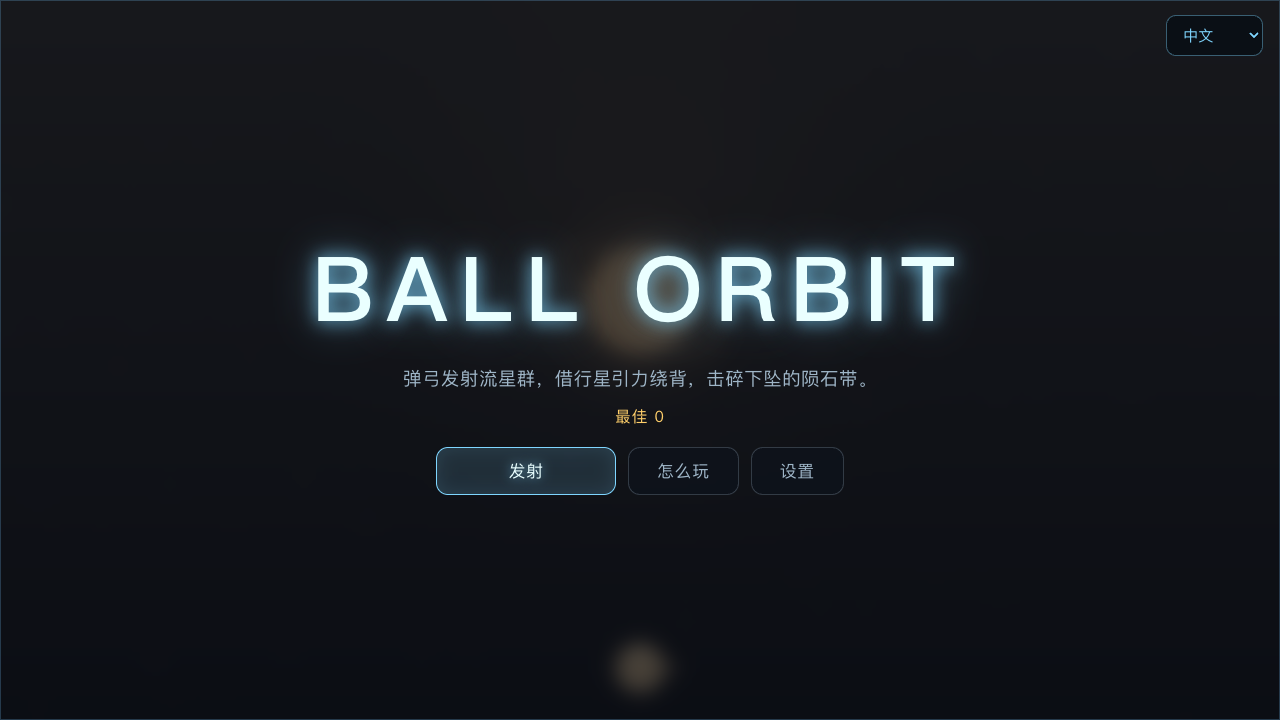 中文
BALL ORBIT
弹弓发射流星群，借行星引力绕背，击碎下坠的陨石带。
最佳 0
发射
怎么玩
设置